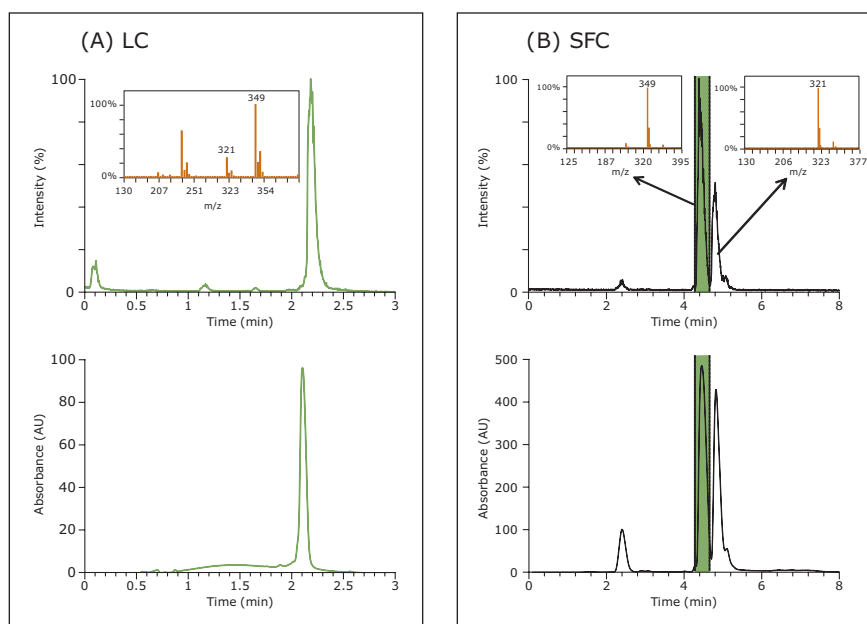 (A) LC
100
80
60
40
20
0
Intensity (%)
0 0.5 1 1.5 2 2.5 3
Time (min)
100%
0%
349
321
130 207 251 323 354
m/z
100
80
60
40
20
0
Absorbance (AU)
0 0.5 1 1.5 2 2.5 3
Time (min)
(B) SFC
100
0
Intensity (%)
0 2 4 6 8
Time (min)
100%
0%
349
125 187 320 395
m/z
100%
0%
321
130 206 323 377
m/z
500
400
300
200
100
0
Absorbance (AU)
0 2 4 6 8
Time (min)